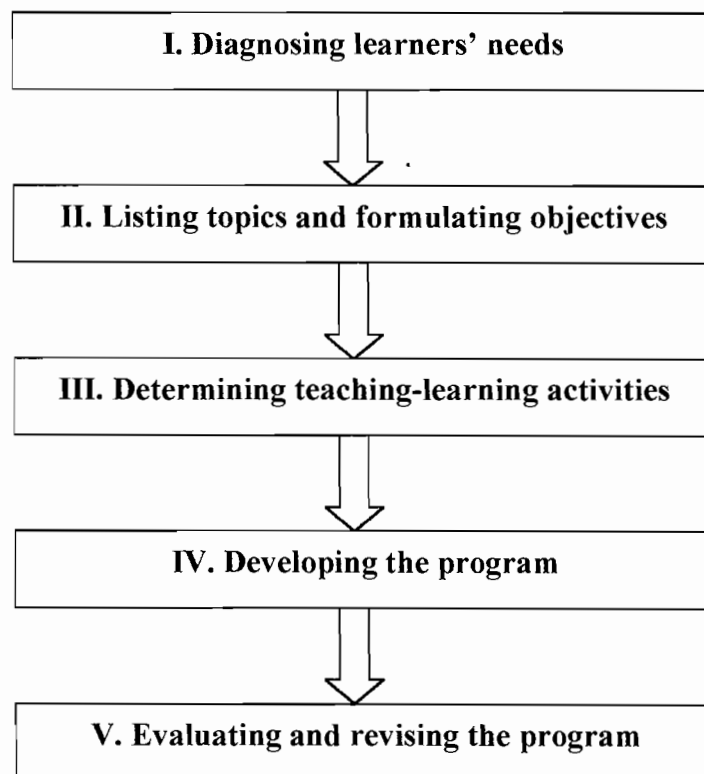 I. Diagnosing learners' needs
II. Listing topics and formulating objectives
III. Determining teaching-learning activities
IV. Developing the program
V. Evaluating and revising the program